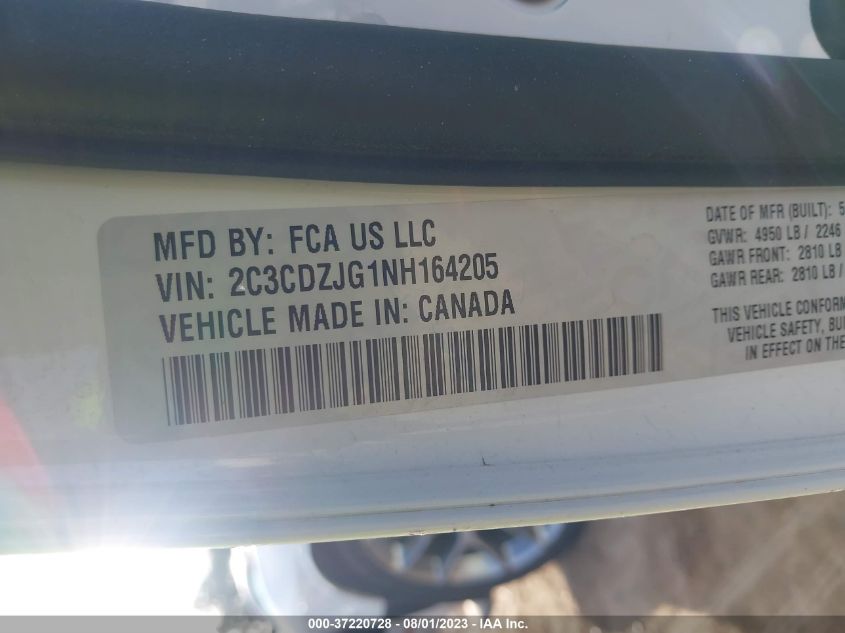 MFD BY: FCA US LLC
VIN: 2C3CDZJG1NH164205
VEHICLE MADE IN: CANADA
DATE OF MFR (BUILT): 5
GVWR: 4950 LB / 2246
GAWR FRONT: 2810 LB
GAWR REAR: 2810 LB /
THIS VEHICLE CONFORM
VEHICLE SAFETY, BU
IN EFFECT ON THE
000-37220728 - 08/01/2023 - IAA Inc.